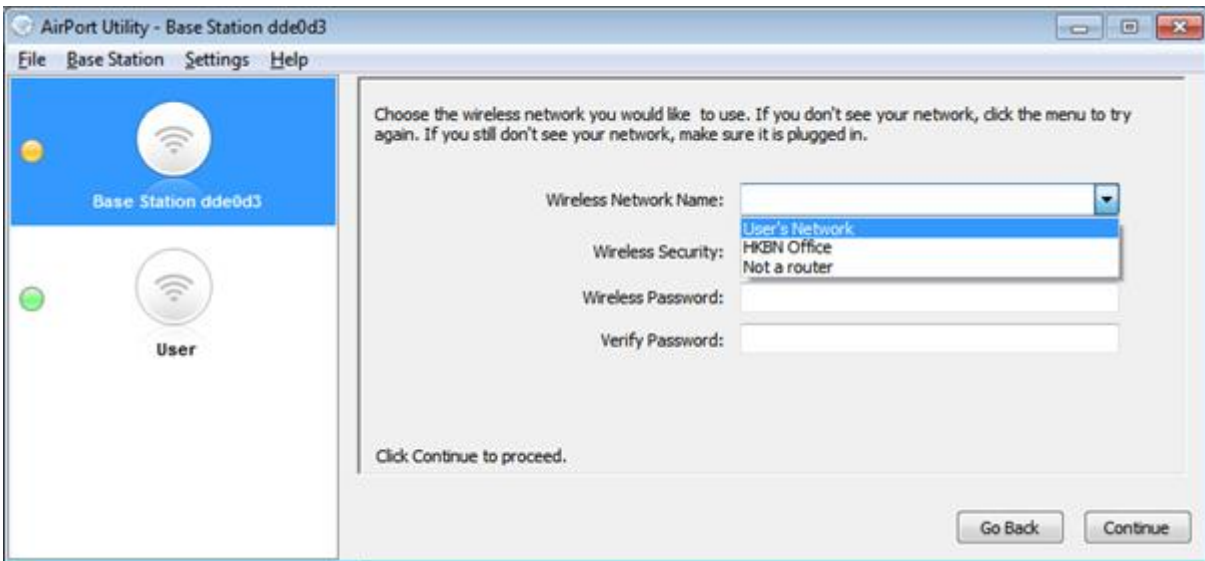 AirPort Utility - Base Station dde0d3
File Base Station Settings Help
Base Station dde0d3
User
Choose the wireless network you would like to use. If you don't see your network, click the menu to try
again. If you still don't see your network, make sure it is plugged in.
Wireless Network Name:
User's Network
HKBN Office
Not a router
Wireless Security:
Wireless Password:
Verify Password:
Click Continue to proceed.
Go Back Continue